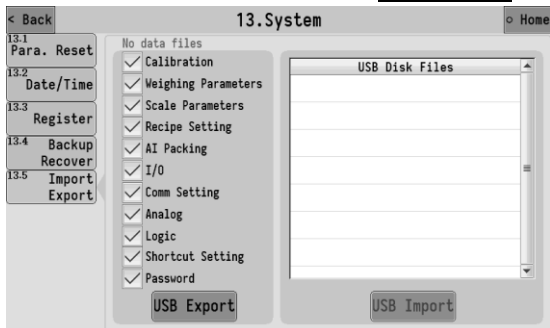 < Back
13.System
○ Home
13.1
Para. Reset
13.2
Date/Time
13.3
Register
13.4 Backup
Recover
13.5 Import
Export
No data files
Calibration
Weighing Parameters
Scale Parameters
Recipe Setting
AI Packing
I/O
Comm Setting
Analog
Logic
Shortcut Setting
Password
USB Export
USB Disk Files
USB Import